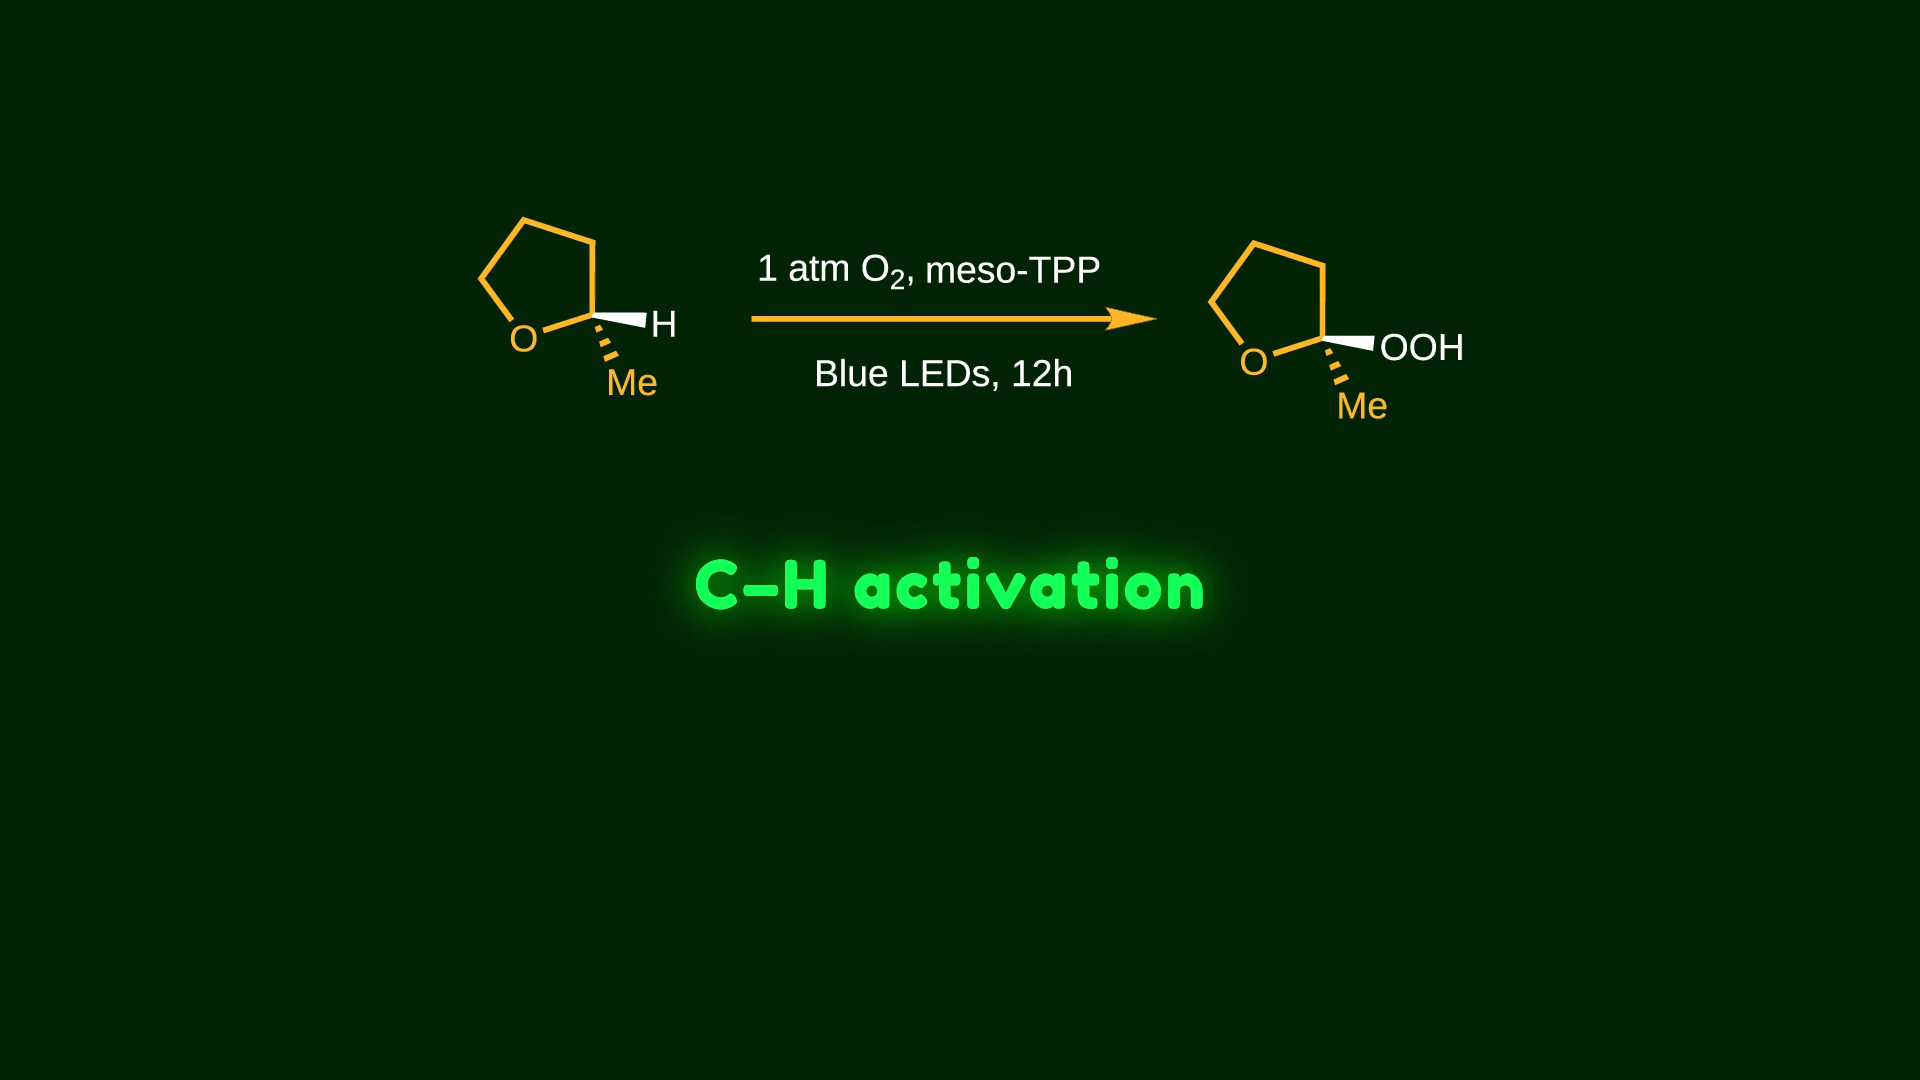 1 atm O₂, meso-TPP
O
H
Me
Blue LEDs, 12h
O
OOH
Me
C–H activation